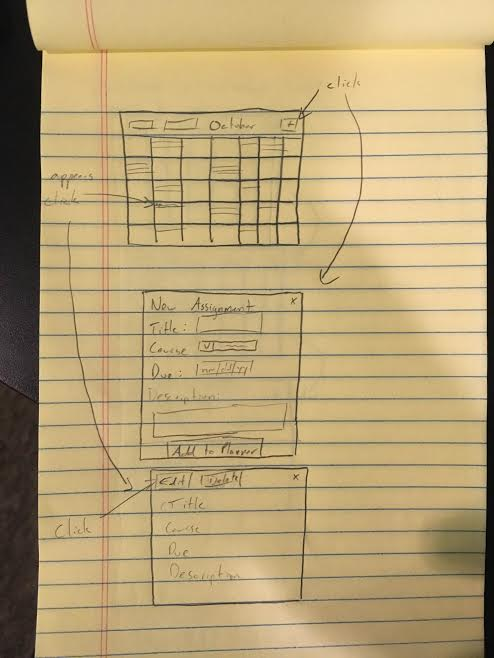 click
October +
appears
click
New Assignment x
Title:
Course v
Due: mm/dd/yy
Description:
Add to Planner
Edit Delete x
Title
Click
Course
Due
Description